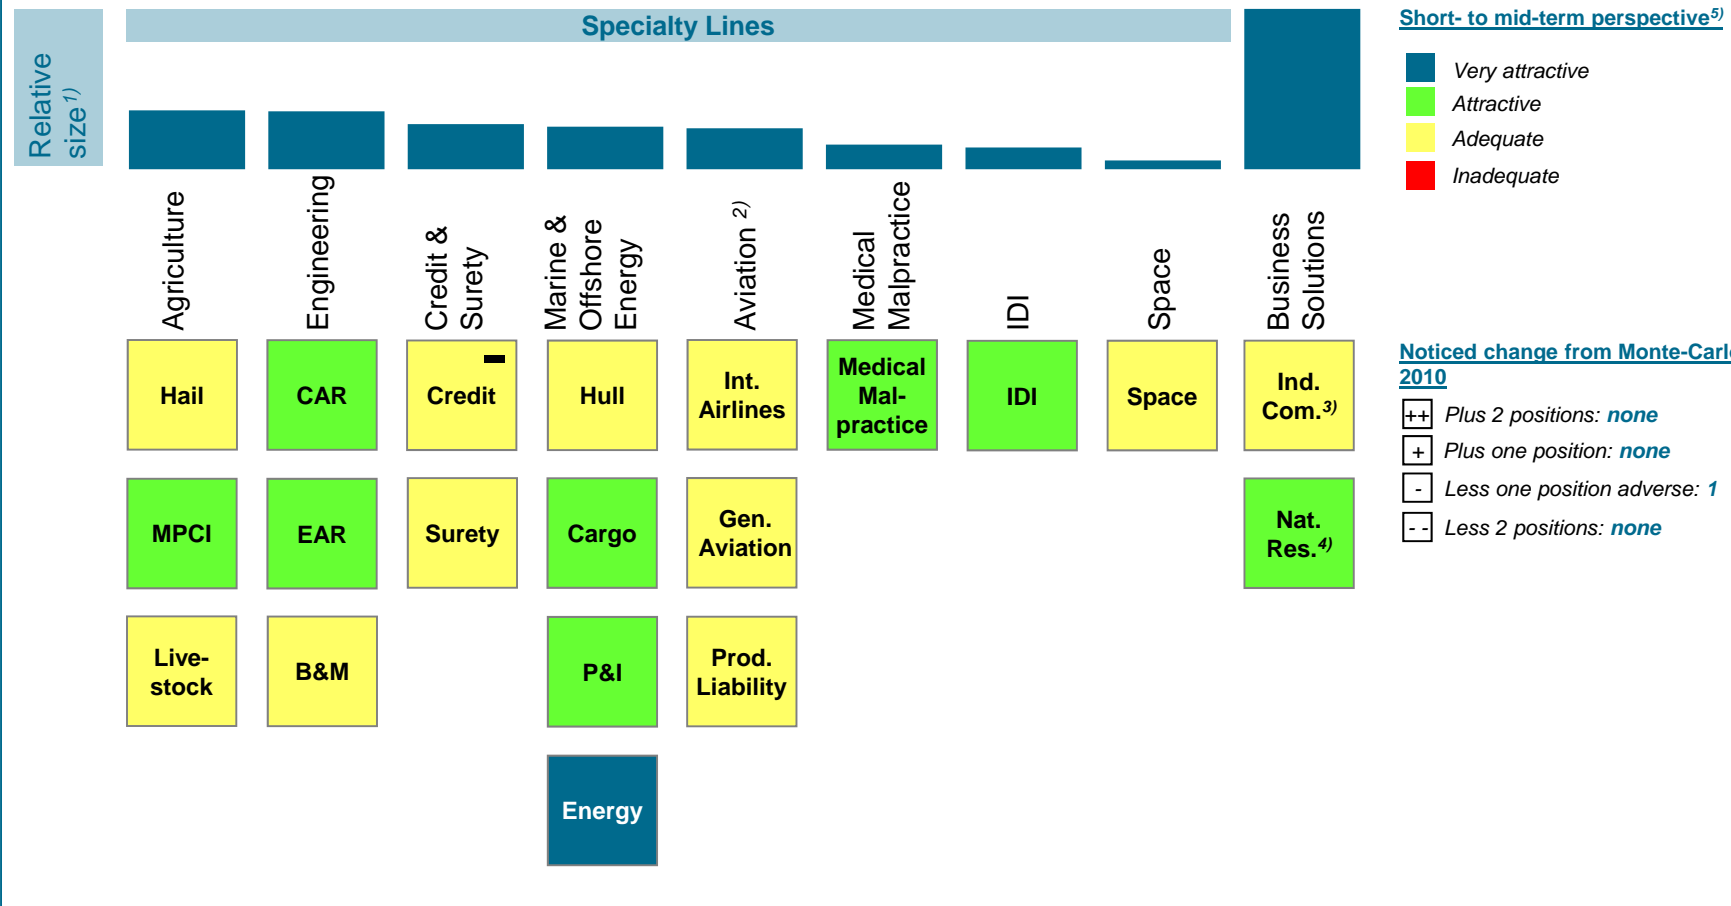 Relative
size1)
Specialty Lines
Agriculture
Engineering
Credit &
Surety
Marine &
Offshore
Energy
Aviation 2)
Medical
Malpractice
IDI
Space
Business
Solutions
Hail
CAR
Credit
Hull
Int.
Airlines
Medical
Mal-
practice
IDI
Space
Ind.
Com.3)
MPCI
EAR
Surety
Cargo
Gen.
Aviation
Nat.
Res.4)
Live-
stock
B&M
P&I
Prod.
Liability
Energy
Short- to mid-term perspective5)
Very attractive
Attractive
Adequate
Inadequate
Noticed change from Monte-Carl
2010
++ Plus 2 positions: none
+ Plus one position: none
- Less one position adverse: 1
- - Less 2 positions: none